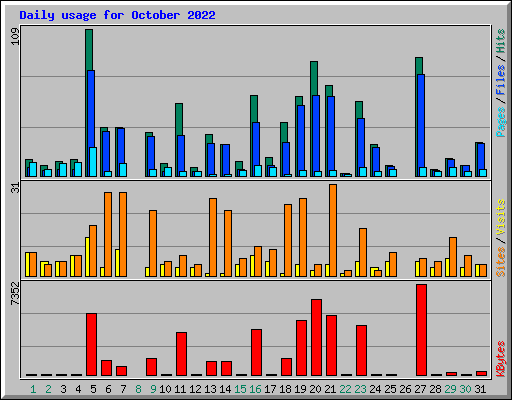 Daily usage for October 2022
109
Pages / Files / Hits
31
Sites / Visits
7352
KBytes
1 2 3 4 5 6 7 8 9 10 11 12 13 14 15 16 17 18 19 20 21 22 23 24 25 26 27 28 29 30 31